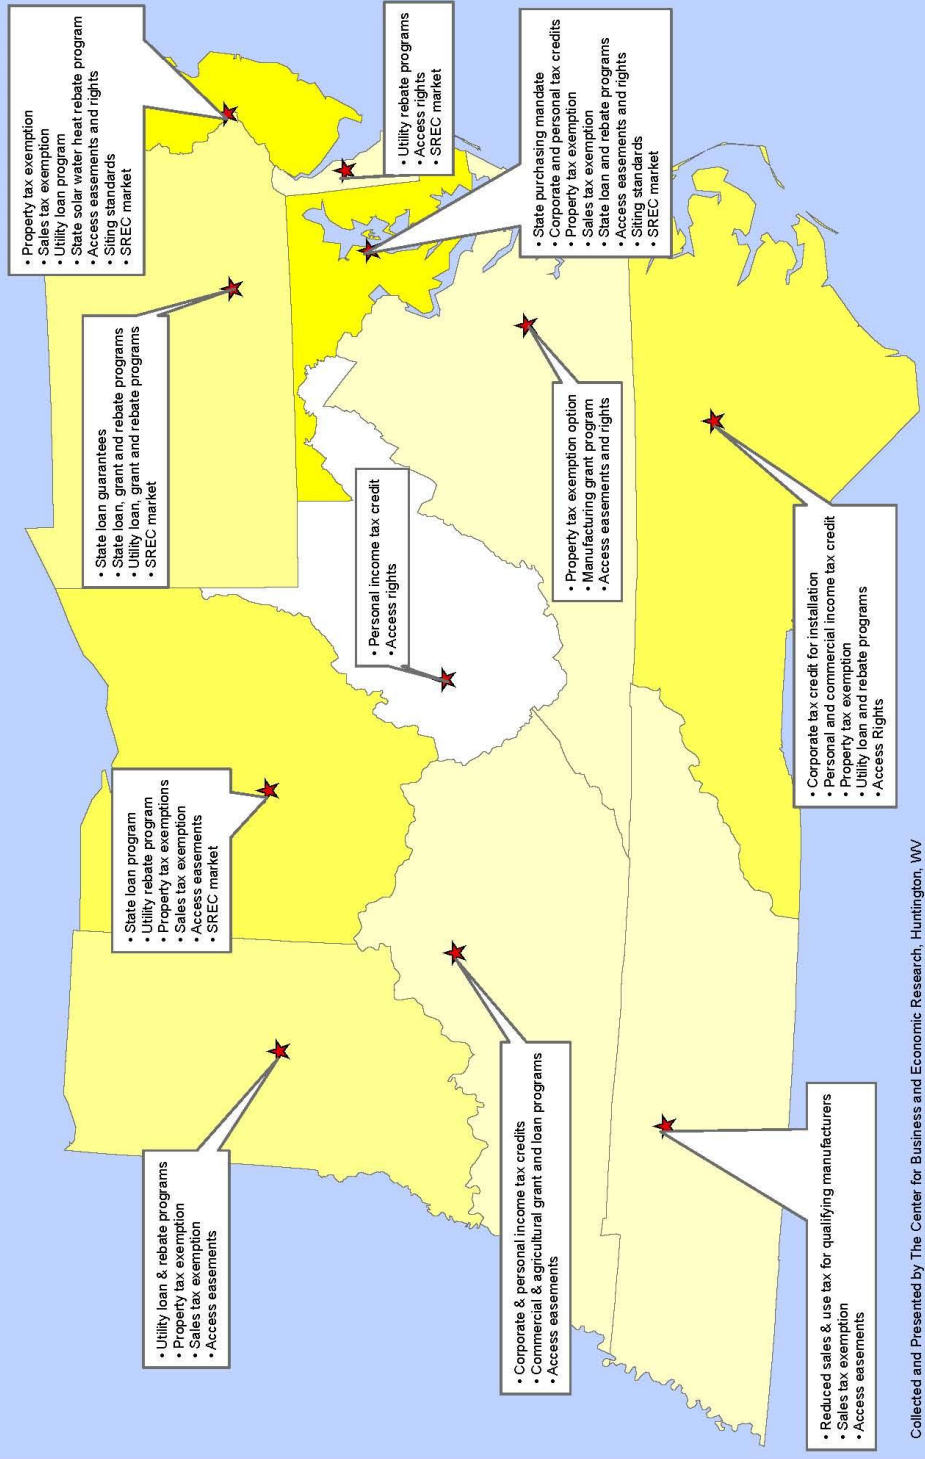 • Property tax exemption
• Sales tax exemption
• Utility loan program
• State solar water heat rebate program
• Access easements and rights
• Siting standards
• SREC market
• Utility rebate programs
• Access rights
• SREC market
• State purchasing mandate
• Corporate and personal tax credits
• Property tax exemption
• Sales tax exemption
• State loan and rebate programs
• Access easements and rights
• Siting standards
• SREC market
• State loan guarantees
• State loan, grant and rebate programs
• Utility loan, grant and rebate programs
• SREC market
• Personal income tax credit
• Access rights
• Property tax exemption option
• Manufacturing grant program
• Access easements and rights
• Corporate tax credit for installation
• Personal and commercial income tax credit
• Property tax exemption
• Utility loan and rebate programs
• Access Rights
• State loan program
• Utility rebate program
• Property tax exemptions
• Sales tax exemption
• Access easements
• SREC market
• Utility loan & rebate programs
• Property tax exemption
• Sales tax exemption
• Access easements
• Corporate & personal income tax credits
• Commercial & agricultural grant and loan programs
• Access easements
• Reduced sales & use tax for qualifying manufacturers
• Sales tax exemption
• Access easements
Collected and Presented by The Center for Business and Economic Research, Huntington, WV